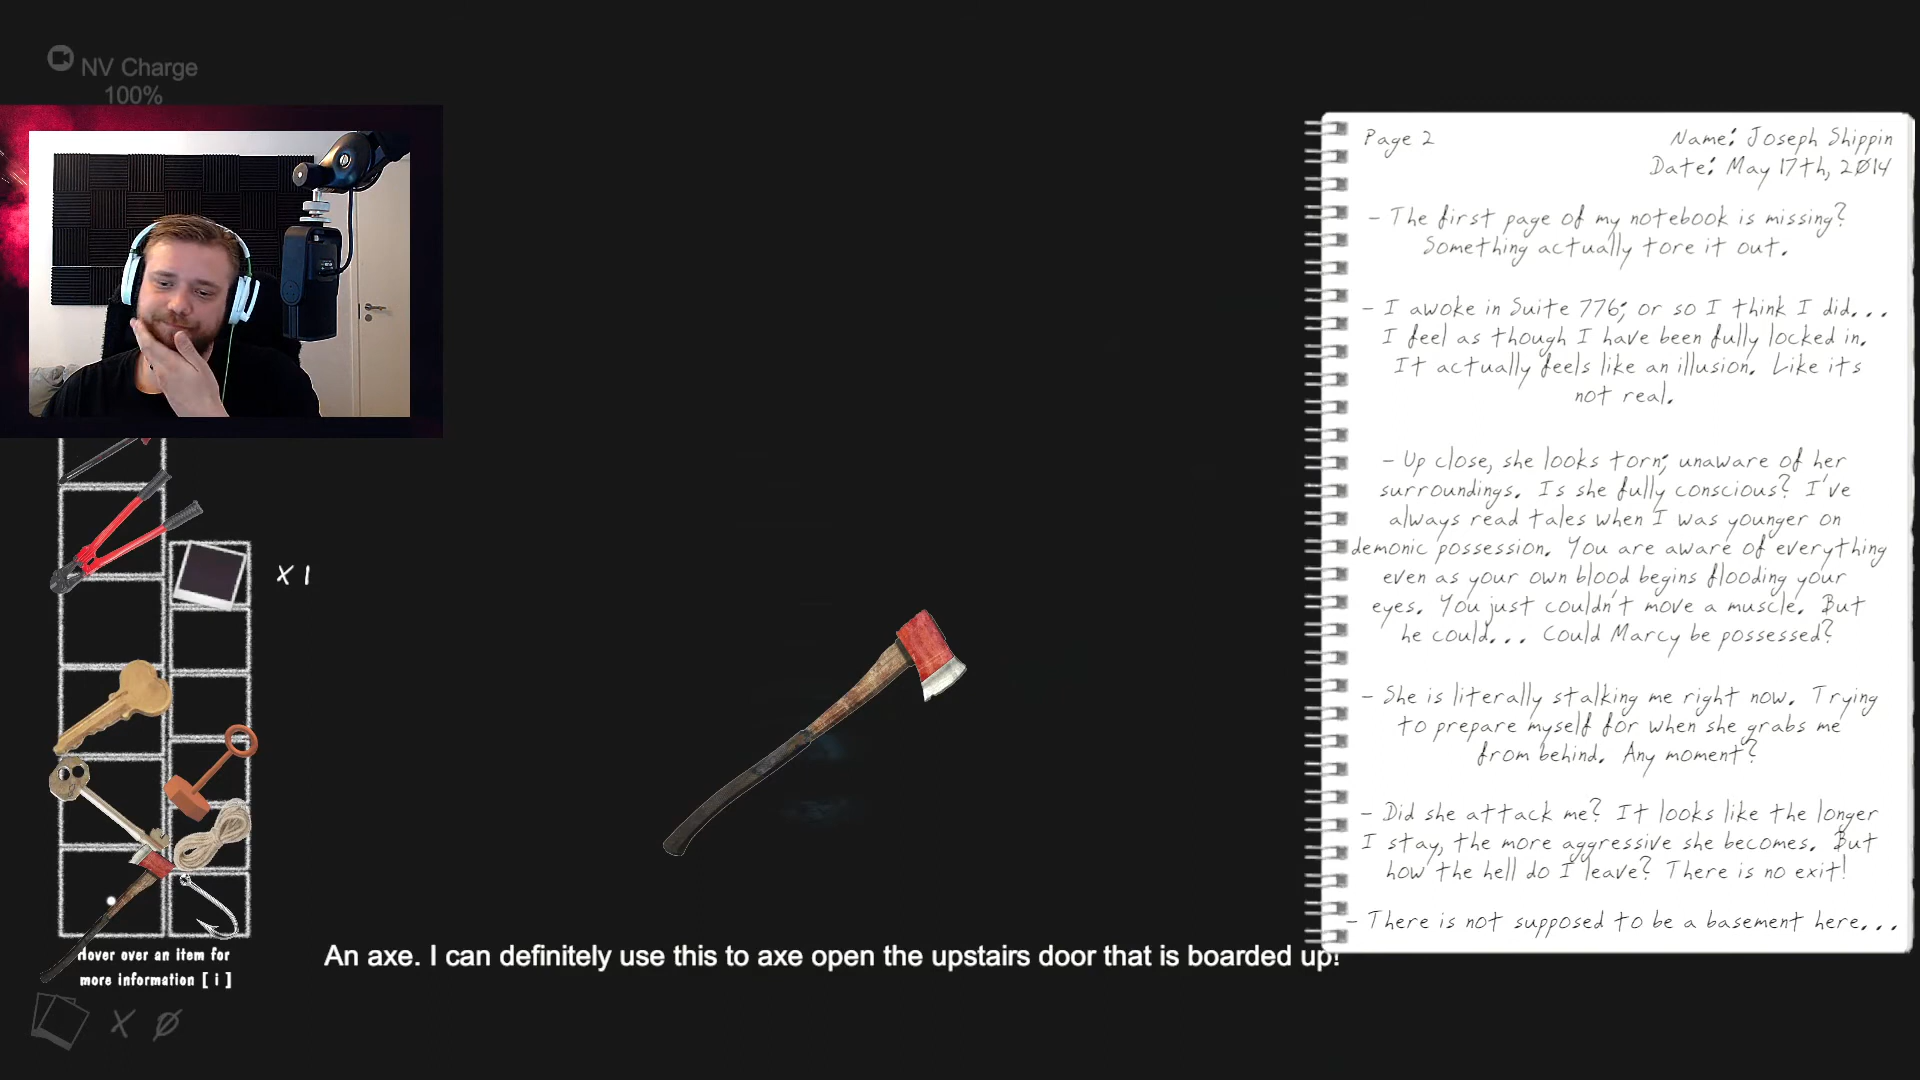 NV Charge
100%
Page 2
Name: Joseph Shippin
Date: May 17th, 2014
- The first page of my notebook is missing?
Something actually tore it out.
- I awoke in Suite 776; or so I think I did...
I feel as though I have been fully locked in.
It actually feels like an illusion. Like its
not real.
- Up close, she looks torn; unaware of her
surroundings. Is she fully conscious? I've
always read tales when I was younger on
demonic possession. You are aware of everything
even as your own blood begins flooding your
eyes. You just couldn't move a muscle. But
he could... Could Marcy be possessed?
- She is literally stalking me right now. Trying
to prepare myself for when she grabs me
from behind. Any moment?
- Did she attack me? It looks like the longer
I stay, the more aggressive she becomes. But
how the hell do I leave? There is no exit!
- There is not supposed to be a basement here...
X 1
Hover over an item for
more information [ i ]
An axe. I can definitely use this to axe open the upstairs door that is boarded up!
X 0